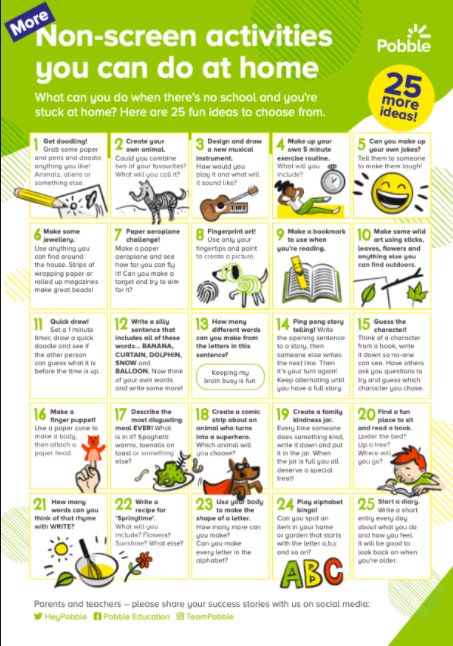 More
Non-screen activities
you can do at home
Pobble
What can you do when there's no school and you're
stuck at home? Here are 25 fun ideas to choose from.
25
more
ideas!
1 Get doodling!
Grab some paper
and pens and doodle
anything you like!
Animals, aliens or
something else.
2 Create your
own animal.
Could you combine
two of your favourites?
What will you call it?
3 Design and draw
a new musical
instrument.
How would you
play it and what will
it sound like?
4 Make up your
own 5 minute
exercise routine.
What will you
include?
5 Can you make up
your own jokes?
Tell them to someone
to make them laugh!
6 Make some
jewellery.
Use anything you
can find around
the house. Strips of
wrapping paper or
rolled up magazines
make great beads!
7 Paper aeroplane
challenge!
Make a paper
aeroplane and see
how far you can fly
it! Can you make a
target and try to aim
for it?
8 Fingerprint art!
Use only your
fingertips and paint
to create a picture.
9 Make a bookmark
to use when
you're reading.
10 Make some wild
art using sticks,
leaves, flowers and
anything else you
can find outdoors.
11 Quick draw!
Set a 1 minute
timer, draw a quick
doodle and see if
the other person
can guess what it is
before the time is up.
12 Write a silly
sentence that
includes all of these
words... BANANA,
CURTAIN, DOLPHIN,
SNOW and
BALLOON. Now think
of your own words
and write some more!
13 How many
different words
can you make from
the letters in this
sentence?
Keeping my
brain busy is fun
14 Ping pong story
telling! Write
the opening sentence
to a story, then
someone else writes
the next line. Then
it's your turn again!
Keep alternating until
you have a full story.
15 Guess the
character!
Think of a character
from a book, write
it down so no-one
can see. Have others
ask you questions to
try and guess which
character you chose.
16 Make a
finger puppet!
Use a paper cone to
make a body,
then attach a
paper head.
17 Describe the
most disgusting
meal EVER! What
is in it? Spaghetti
worms, toenails on
toast or something
else?
18 Create a comic
strip about an
animal who turns
into a superhero.
Which animal will
you choose?
19 Create a family
kindness jar.
Every time someone
does something kind,
write it down and put
it in the jar. When
the jar is full you all
deserve a special
treat!
20 Find a fun
place to sit
and read a book.
Under the bed?
Up a tree?
Where will
you go?
21 How many
words can you
think of that rhyme
with WRITE?
22 Write a
recipe for
'Springtime'.
What will you
include? Flowers?
Sunshine? What else?
23 Use your body
to make the
shape of a letter.
How many more can
you make?
Can you make
every letter in the
alphabet?
24 Play alphabet
bingo!
Can you spot an
item in your home
or garden that starts
with the letter a,b,c
and so on?
ABC
25 Start a diary.
Write a short
entry every day
about what you do
and how you feel.
It will be good to
look back on when
you're older.
Parents and teachers – please share your success stories with us on social media:
HeyPobble Pobble Education TeamPobble